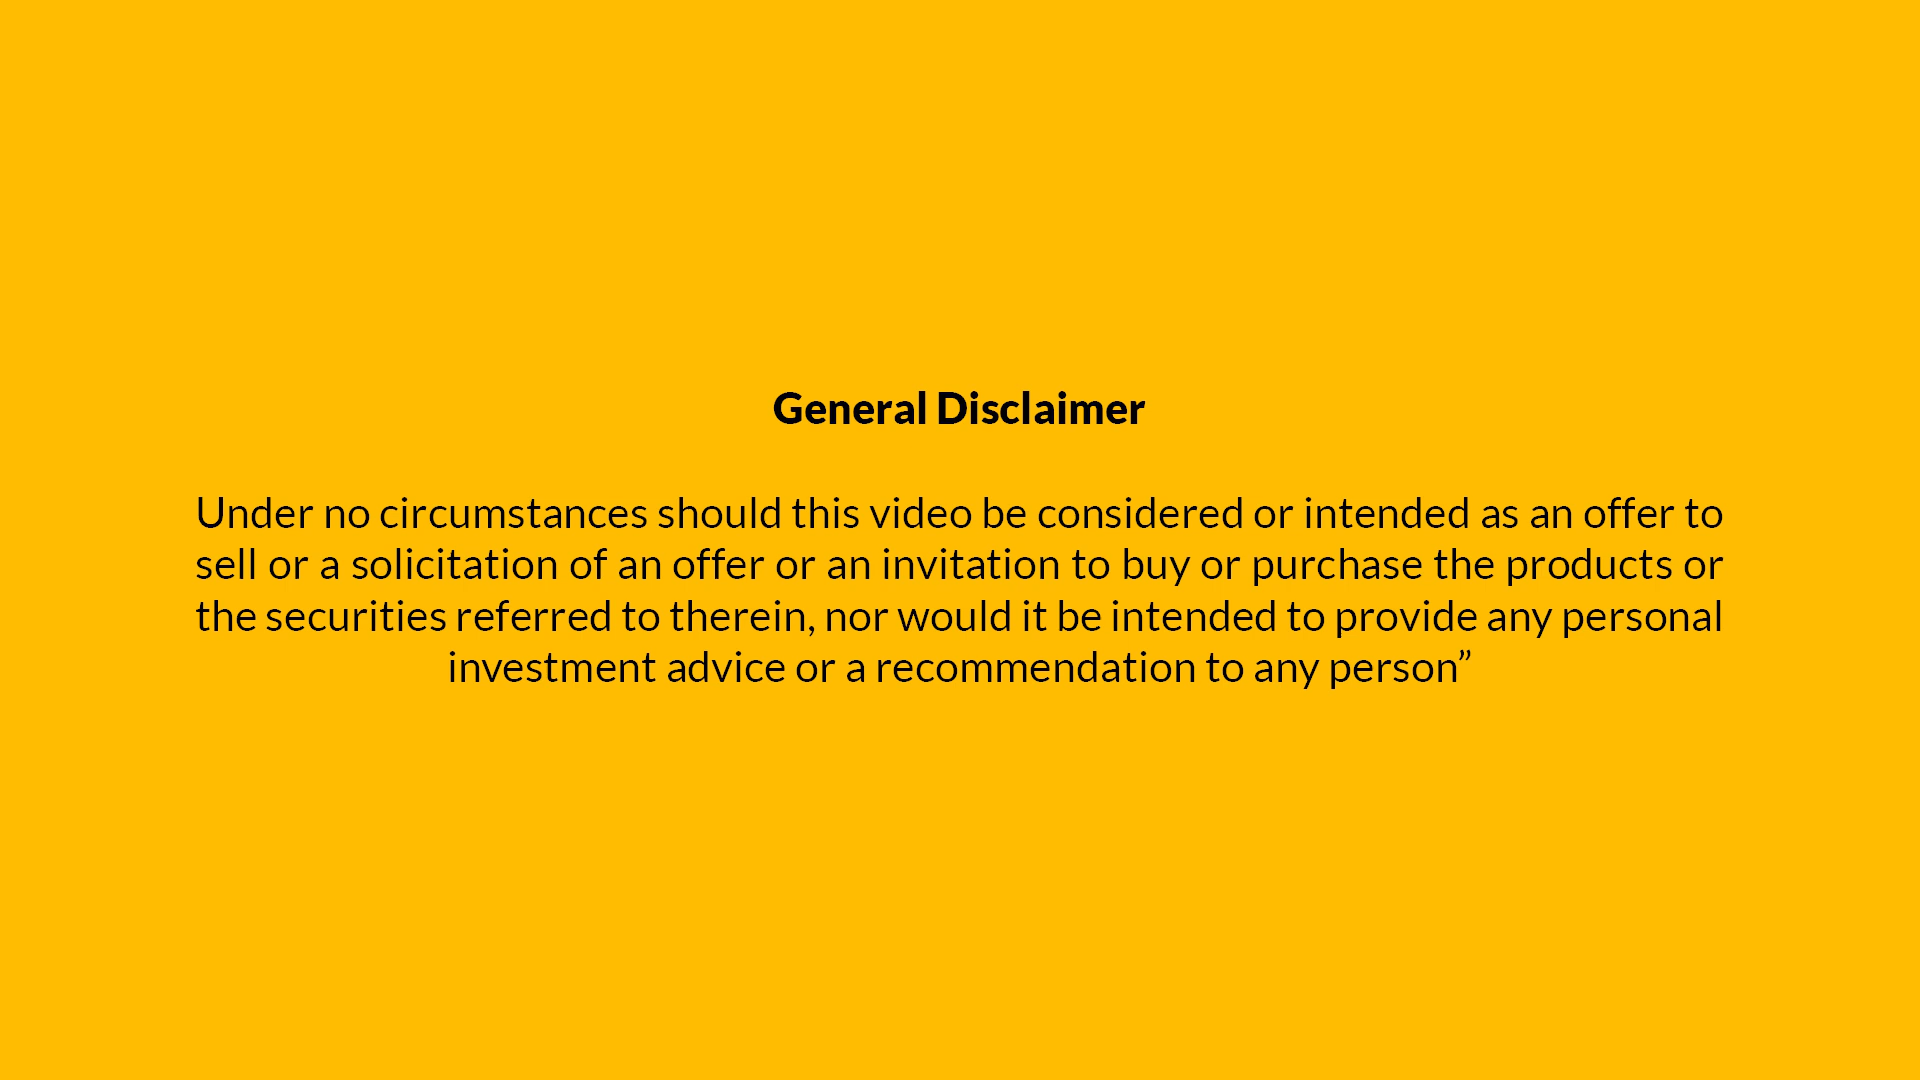 General Disclaimer
Under no circumstances should this video be considered or intended as an offer to
sell or a solicitation of an offer or an invitation to buy or purchase the products or
the securities referred to therein, nor would it be intended to provide any personal
investment advice or a recommendation to any person”